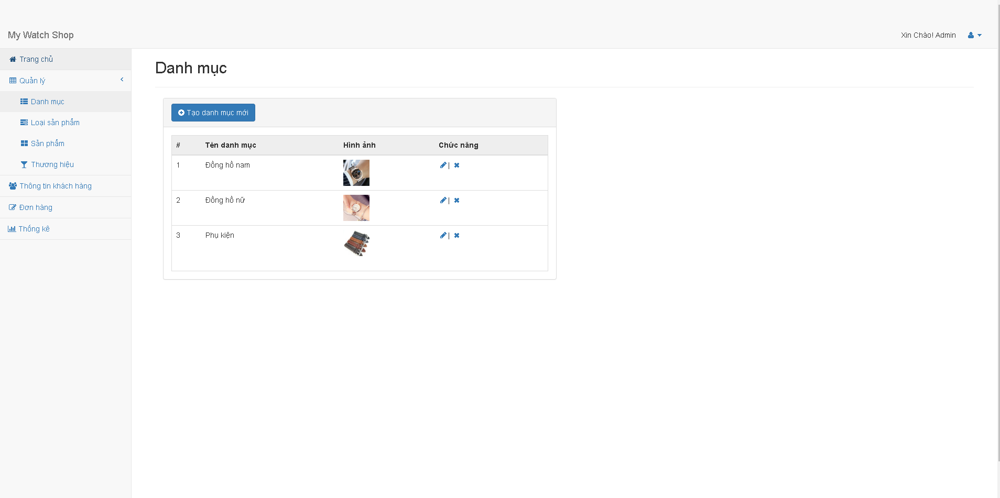 My Watch Shop
Xin Chào! Admin
Trang chủ
Quản lý
Danh mục
Loại sản phẩm
Sản phẩm
Thương hiệu
Thông tin khách hàng
Đơn hàng
Thống kê
Danh mục
Tạo danh mục mới
# Tên danh mục Hình ảnh Chức năng
1 Đồng hồ nam |
2 Đồng hồ nữ |
3 Phụ kiện |